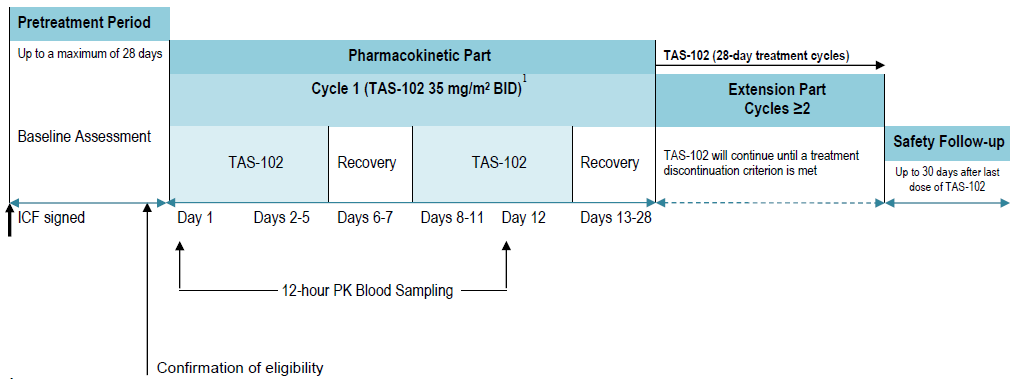 Pretreatment Period
Up to a maximum of 28 days
Baseline Assessment
Pharmacokinetic Part
Cycle 1 (TAS-102 35 mg/m² BID)¹
TAS-102 (28-day treatment cycles)
Extension Part
Cycles ≥2
TAS-102
Recovery
TAS-102
Recovery
TAS-102 will continue until a treatment
discontinuation criterion is met
Safety Follow-up
Up to 30 days after last
dose of TAS-102
ICF signed
Day 1
Days 2-5
Days 6-7
Days 8-11
Day 12
Days 13-28
12-hour PK Blood Sampling
Confirmation of eligibility